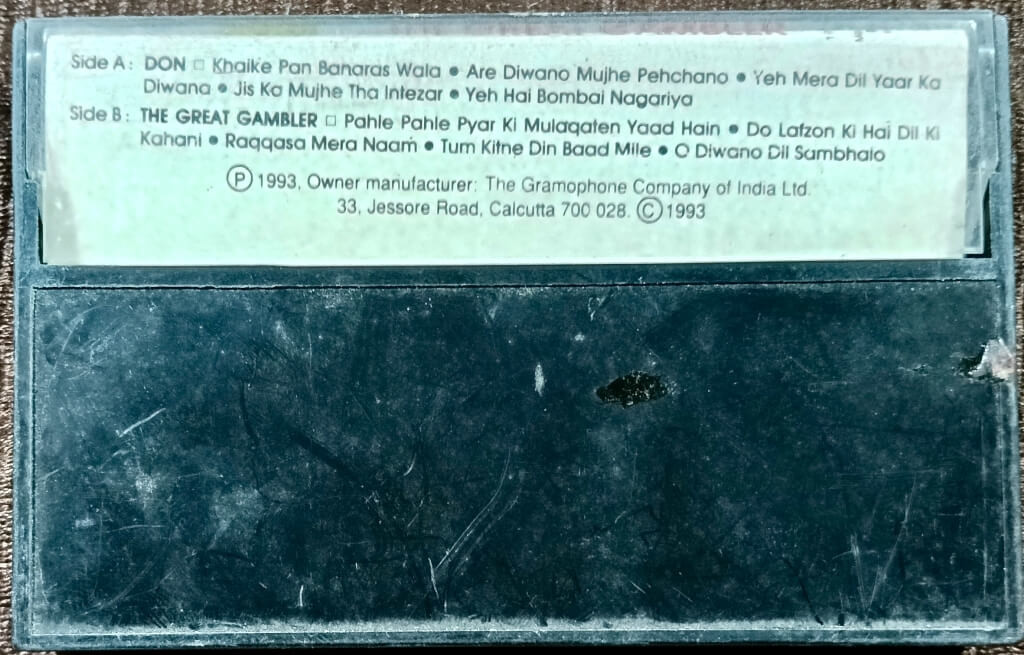 Side A: DON □ Khaike Pan Banaras Wala ● Are Diwano Mujhe Pehchano ● Yeh Mera Dil Yaar Ka
Diwana ● Jis Ka Mujhe Tha Intezar ● Yeh Hai Bombai Nagariya
Side B: THE GREAT GAMBLER □ Pahle Pahle Pyar Ki Mulaqaten Yaad Hain ● Do Lafzon Ki Hai Dil Ki
Kahani ● Raqqasa Mera Naam ● Tum Kitne Din Baad Mile ● O Diwano Dil Sambhalo
Ⓟ 1993, Owner manufacturer: The Gramophone Company of India Ltd.
33, Jessore Road, Calcutta 700 028. Ⓒ 1993